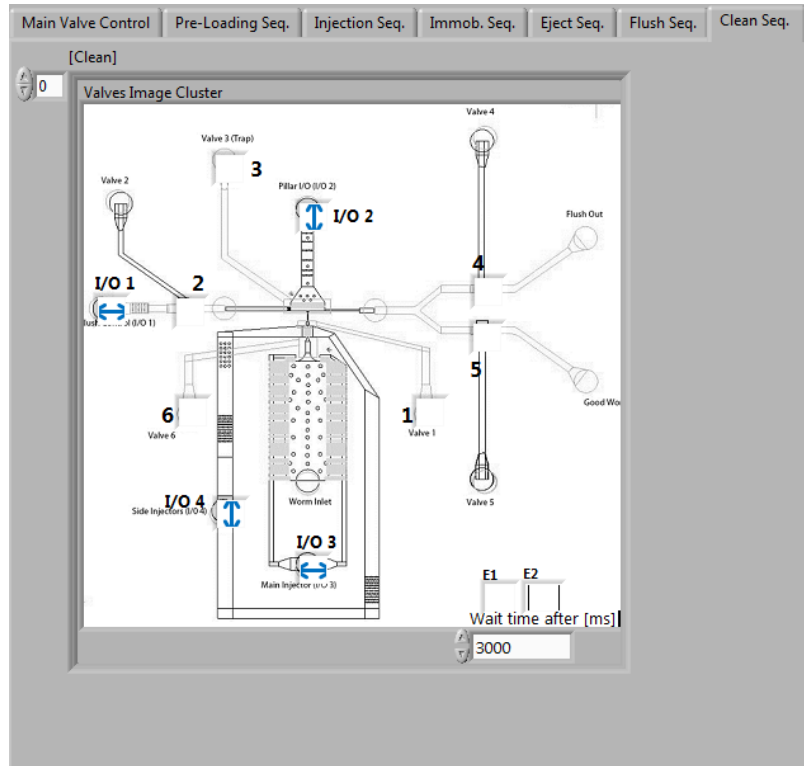 Main Valve Control Pre-Loading Seq. Injection Seq. Immob. Seq. Eject Seq. Flush Seq. Clean Seq.
[Clean]
0
Valves Image Cluster
Valve 4
Valve 3 (Trap)
3
Valve 2
Pillar I/O (I/O 2)
I/O 2
Flush Out
I/O 1
2
4
(I/O 1)
5
6
Valve 6
1
Valve 1
Good Wo
I/O 4
Side Injectors (I/O 4)
Worm Inlet
Valve 5
I/O 3
Main Injector (I/O 3)
E1 E2
Wait time after [ms]
3000